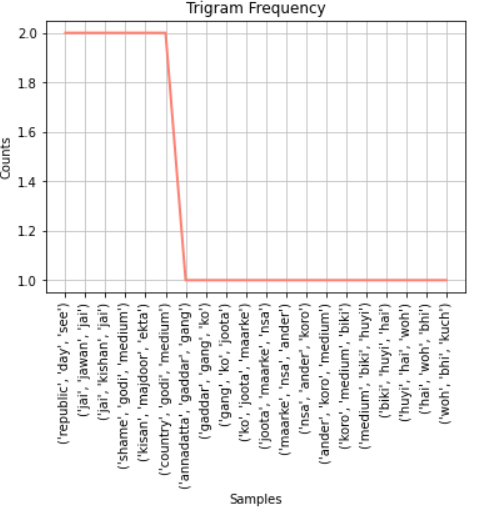 Trigram Frequency
2.0
1.8
1.6
1.4
1.2
1.0
Counts
('republic', 'day', 'see')
('jai', 'jawan', 'jai')
('jai', 'kishan', 'jai')
('shame', 'godi', 'medium')
('kisan', 'majdoor', 'ekta')
('country', 'godi', 'medium')
('annadatta', 'gaddar', 'gang')
('gaddar', 'gang', 'ko')
('gang', 'ko', 'joota')
('ko', 'joota', 'maarke')
('joota', 'maarke', 'nsa')
('maarke', 'nsa', 'ander')
('nsa', 'ander', 'koro')
('ander', 'koro', 'medium')
('koro', 'medium', 'biki')
('medium', 'biki', 'huyi')
('biki', 'huyi', 'hai')
('huyi', 'hai', 'woh')
('hai', 'woh', 'bhi')
('woh', 'bhi', 'kuch')
Samples